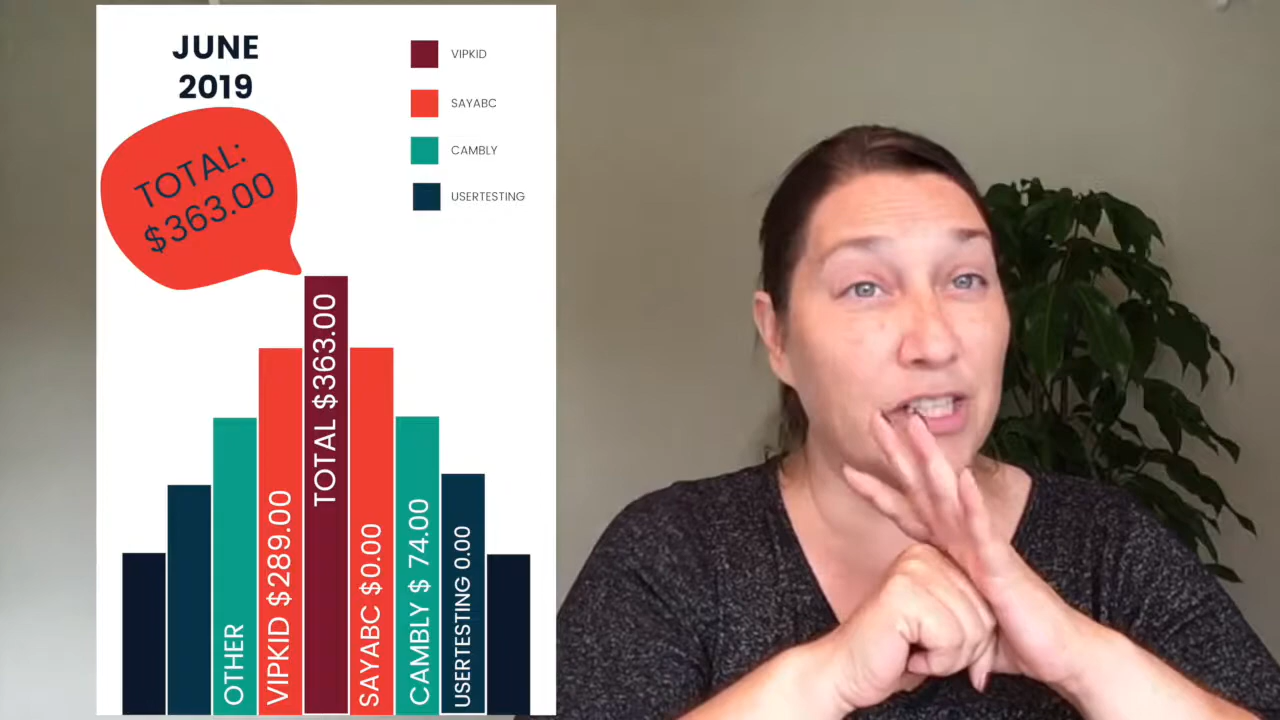 JUNE
2019
TOTAL:
$363.00
VIPKID
SAYABC
CAMBLY
USERTESTING
OTHER
VIPKID $289.00
TOTAL $363.00
SAYABC $0.00
CAMBLY $ 74.00
USERTESTING 0.00